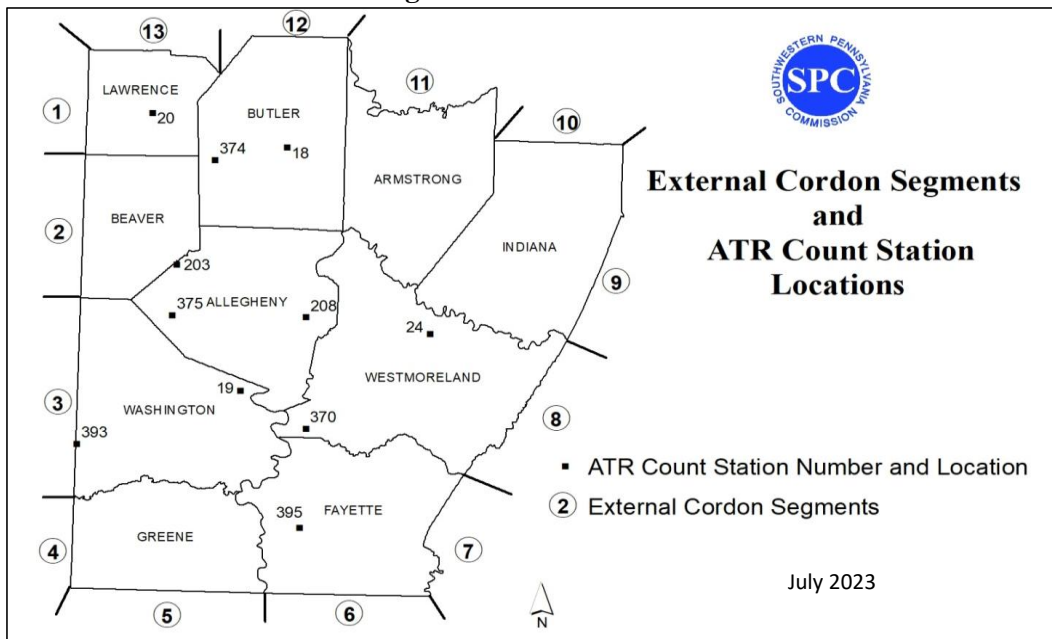 13
12
11
10
1
2
3
4
5
6
7
8
9
LAWRENCE
20
BUTLER
374
18
ARMSTRONG
BEAVER
INDIANA
203
375
ALLEGHENY
208
24
WESTMORELAND
19
WASHINGTON
370
393
395
FAYETTE
GREENE
N
SOUTHWESTERN PENNSYLVANIA
SPC
COMMISSION
External Cordon Segments
and
ATR Count Station
Locations
ATR Count Station Number and Location
2 External Cordon Segments
July 2023